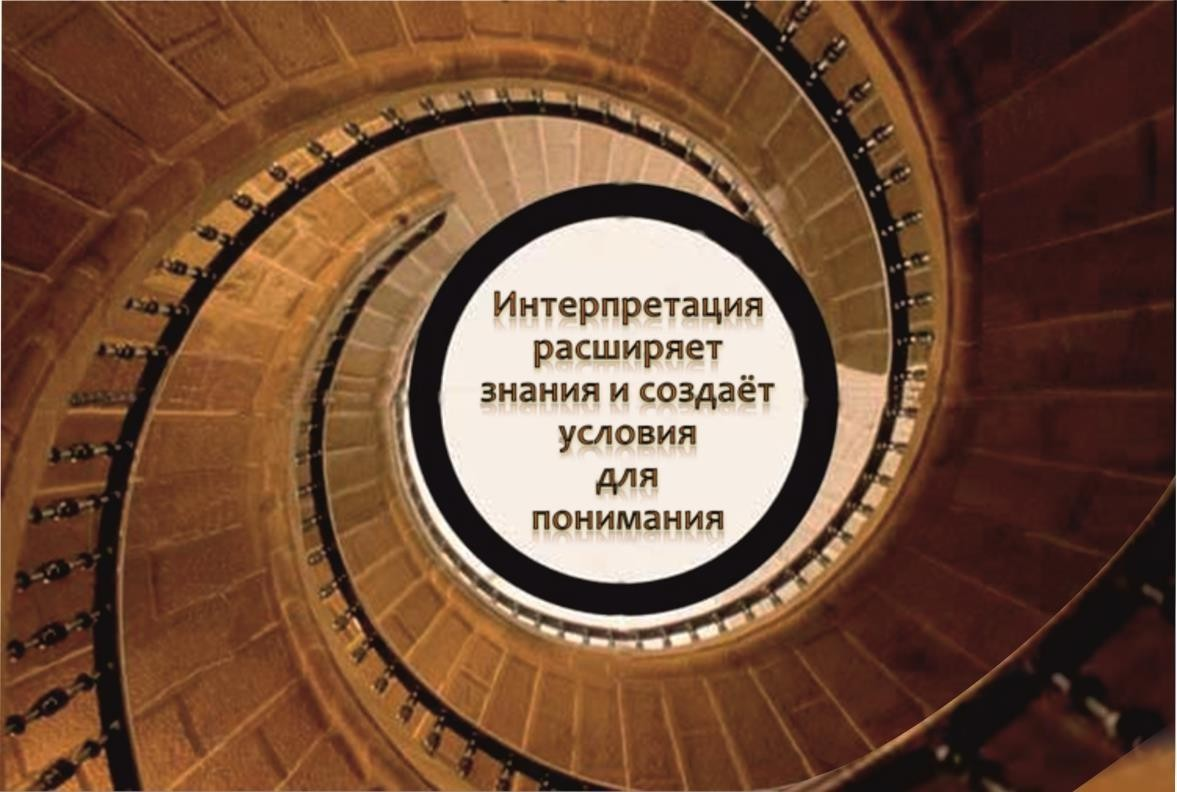 Интерпретация
расширяет
знания и создаёт
условия
для
понимания